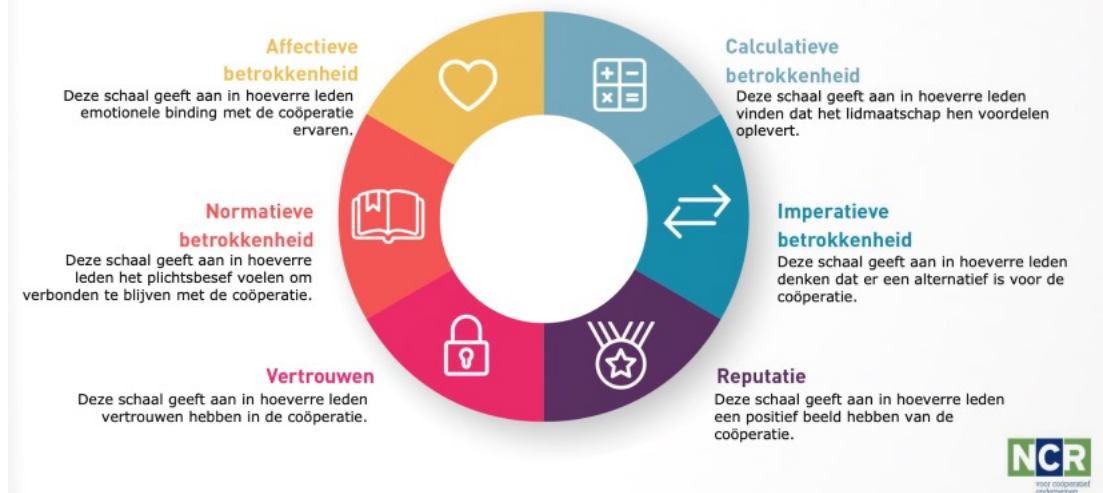 Affectieve
betrokkenheid
Deze schaal geeft aan in hoeverre leden
emotionele binding met de coöperatie
ervaren.
Calculatieve
betrokkenheid
Deze schaal geeft aan in hoeverre leden
vinden dat het lidmaatschap hen voordelen
oplevert.
Normatieve
betrokkenheid
Deze schaal geeft aan in hoeverre
leden het plichtsbesef voelen om
verbonden te blijven met de coöperatie.
Imperatieve
betrokkenheid
Deze schaal geeft aan in hoeverre leden
denken dat er een alternatief is voor de
coöperatie.
Vertrouwen
Deze schaal geeft aan in hoeverre leden
vertrouwen hebben in de coöperatie.
Reputatie
Deze schaal geeft aan in hoeverre leden
een positief beeld hebben van de
coöperatie.
NCR
voor coöperatief
ondernemen